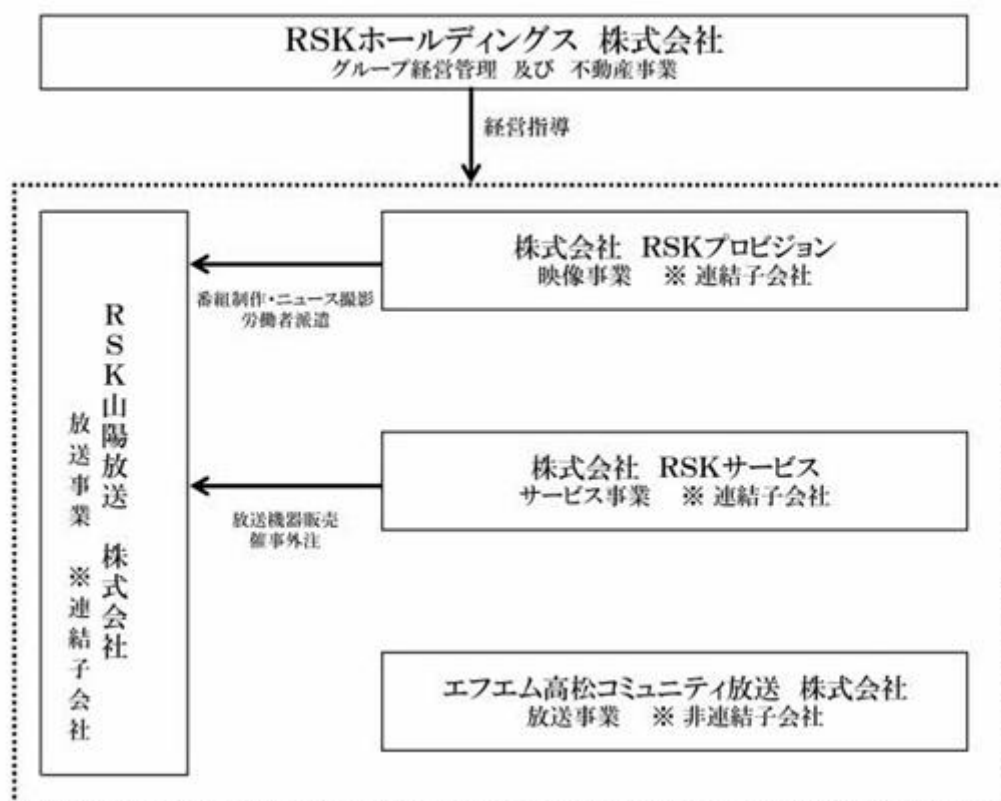 RSKホールディングス 株式会社
グループ経営管理 及び 不動産事業
経営指導
株式会社 RSKプロビジョン
映像事業 ※ 連結子会社
番組制作・ニュース撮影
労働者派遣
RSK山陽放送 株式会社
放送事業 ※連結子会社
株式会社 RSKサービス
サービス事業 ※ 連結子会社
放送機器販売
催事外注
エフエム高松コミュニティ放送 株式会社
放送事業 ※ 非連結子会社